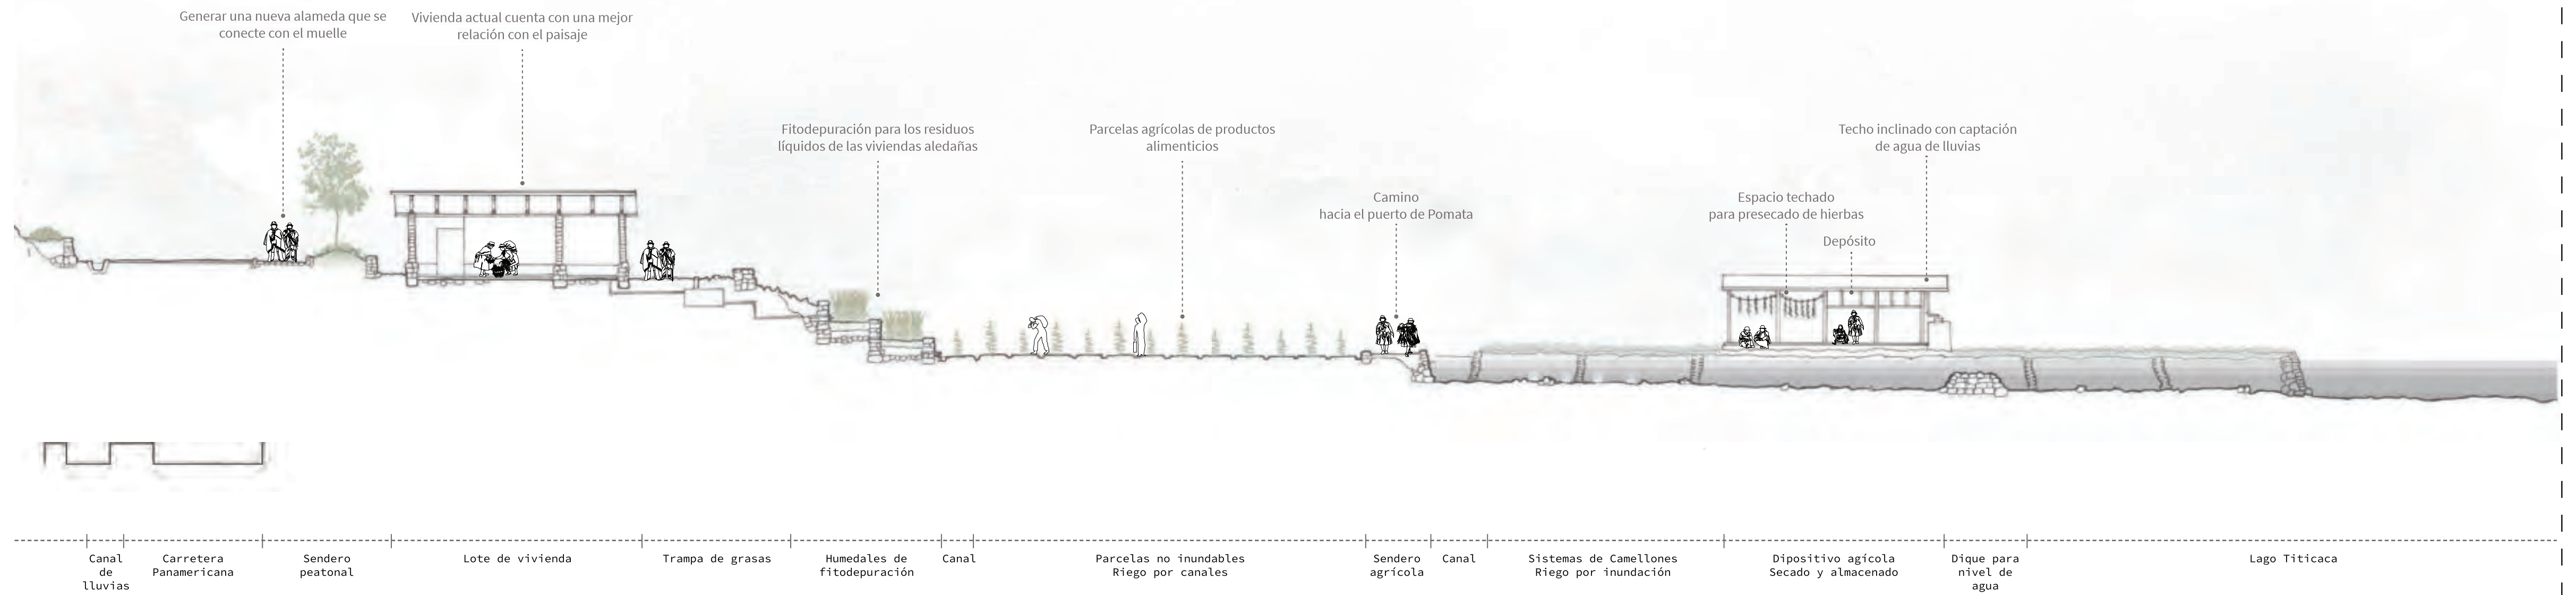 Generar una nueva alameda que se
conecte con el muelle
Vivienda actual cuenta con una mejor
relación con el paisaje
Fitodepuración para los residuos
líquidos de las viviendas aledañas
Parcelas agrícolas de productos
alimenticios
Camino
hacia el puerto de Pomata
Espacio techado
para presecado de hierbas
Depósito
Techo inclinado con captación
de agua de lluvias
Canal
de
lluvias
Carretera
Panamericana
Sendero
peatonal
Lote de vivienda
Trampa de grasas
Humedales de
fitodepuración
Canal
Parcelas no inundables
Riego por canales
Sendero
agrícola
Canal
Sistemas de Camellones
Riego por inundación
Dipositivo agícola
Secado y almacenado
Dique para
nivel de
agua
Lago Titicaca